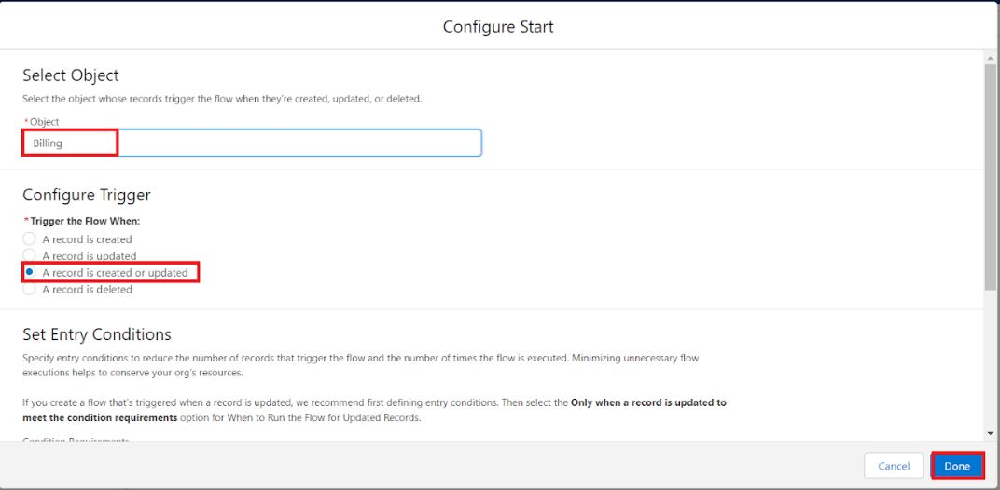 Configure Start
Select Object
Select the object whose records trigger the flow when they're created, updated, or deleted.
*Object
Billing
Configure Trigger
*Trigger the Flow When:
A record is created
A record is updated
A record is created or updated
A record is deleted
Set Entry Conditions
Specify entry conditions to reduce the number of records that trigger the flow and the number of times the flow is executed. Minimizing unnecessary flow
executions helps to conserve your org's resources.
If you create a flow that's triggered when a record is updated, we recommend first defining entry conditions. Then select the Only when a record is updated to
meet the condition requirements option for When to Run the Flow for Updated Records.
Condition Requirements
Cancel
Done